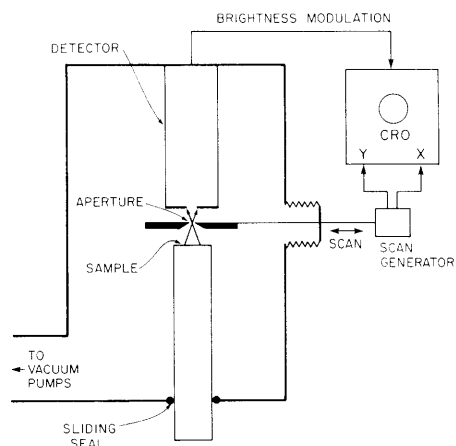 BRIGHTNESS MODULATION
DETECTOR
CRO
Y X
APERTURE
SAMPLE
SCAN
SCAN
GENERATOR
TO
VACUUM
PUMPS
SLIDING
SEAL